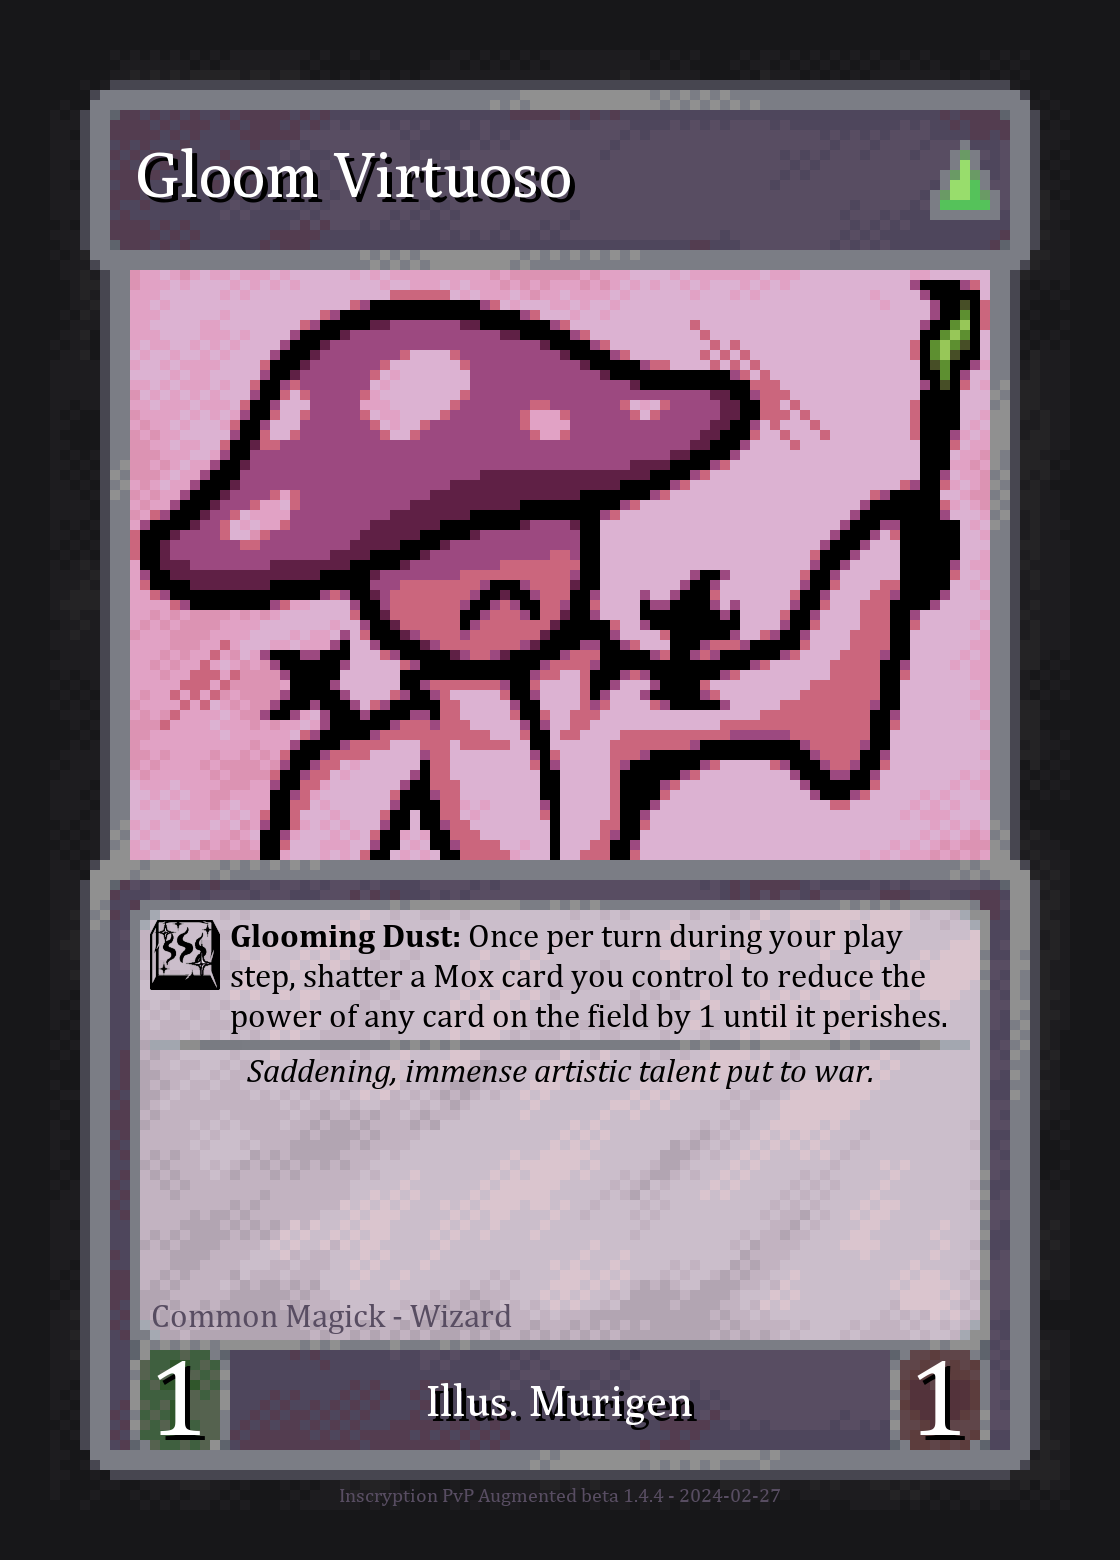 Gloom Virtuoso
Glooming Dust: Once per turn during your play
step, shatter a Mox card you control to reduce the
power of any card on the field by 1 until it perishes.
Saddening, immense artistic talent put to war.
Common Magick - Wizard
1
Illus. Murigen
1
Inscryption PvP Augmented beta 1.4.4 - 2024-02-27